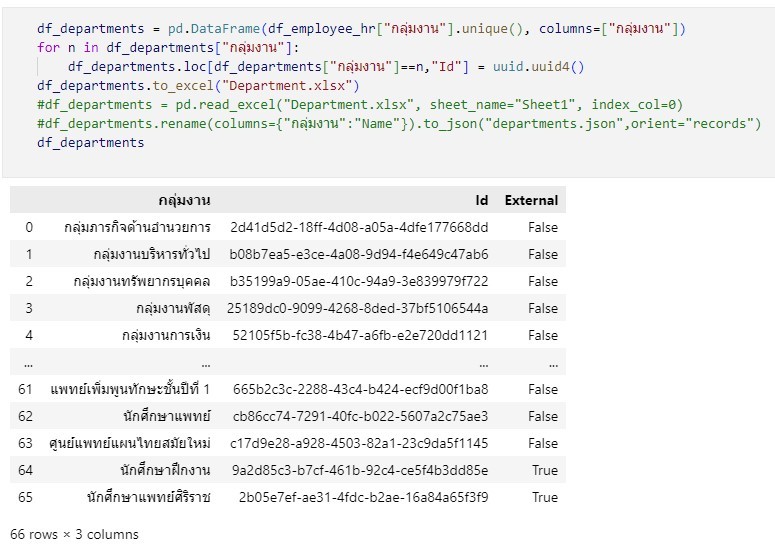 df_departments = pd.DataFrame(df_employee_hr["กลุ่มงาน"].unique(), columns=["กลุ่มงาน"])
for n in df_departments["กลุ่มงาน"]:
df_departments.loc[df_departments["กลุ่มงาน"]==n,"Id"] = uuid.uuid4()
df_departments.to_excel("Department.xlsx")
#df_departments = pd.read_excel("Department.xlsx", sheet_name="Sheet1", index_col=0)
#df_departments.rename(columns={"กลุ่มงาน":"Name"}).to_json("departments.json",orient="records")
df_departments
กลุ่มงาน Id External
0 กลุ่มภารกิจด้านอำนวยการ 2d41d5d2-18ff-4d08-a05a-4dfe177668dd False
1 กลุ่มงานบริหารทั่วไป b08b7ea5-e3ce-4a08-9d94-f4e649c47ab6 False
2 กลุ่มงานทรัพยากรบุคคล b35199a9-05ae-410c-94a9-3e839979f722 False
3 กลุ่มงานพัสดุ 25189dc0-9099-4268-8ded-37bf5106544a False
4 กลุ่มงานการเงิน 52105f5b-fc38-4b47-a6fb-e2e720dd1121 False
... ... ... ...
61 แพทย์เพิ่มพูนทักษะชั้นปีที่ 1 665b2c3c-2288-43c4-b424-ecf9d00f1ba8 False
62 นักศึกษาแพทย์ cb86cc74-7291-40fc-b022-5607a2c75ae3 False
63 ศูนย์แพทย์แผนไทยสมัยใหม่ c17d9e28-a928-4503-82a1-23c9da5f1145 False
64 นักศึกษาฝึกงาน 9a2d85c3-b7cf-461b-92c4-ce5f4b3dd85e True
65 นักศึกษาแพทย์ศิริราช 2b05e7ef-ae31-4fdc-b2ae-16a84a65f3f9 True
66 rows × 3 columns